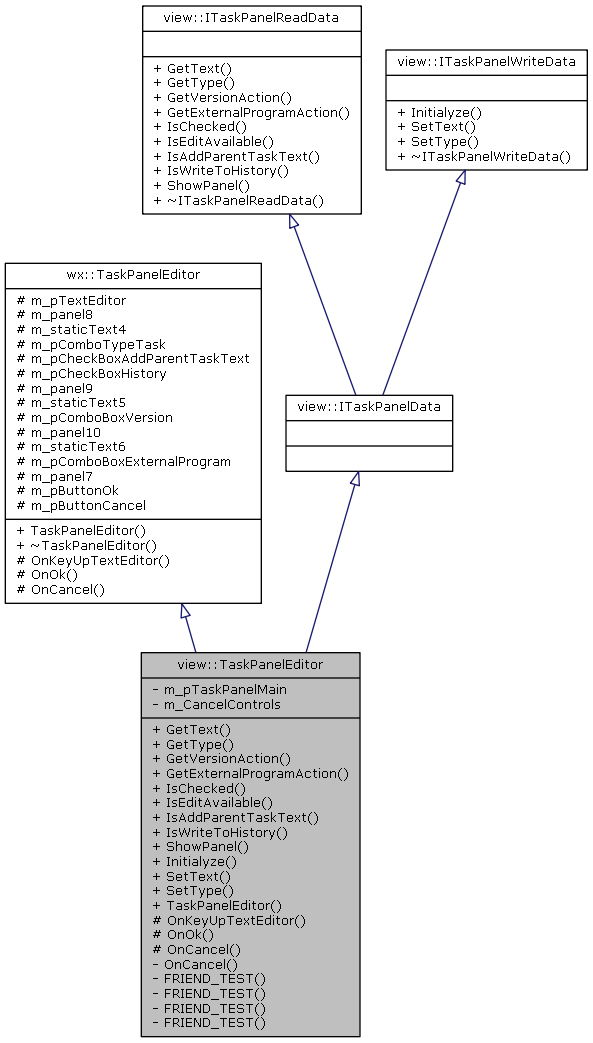 view::ITaskPanelReadData
+ GetText()
+ GetType()
+ GetVersionAction()
+ GetExternalProgramAction()
+ IsChecked()
+ IsEditAvailable()
+ IsAddParentTaskText()
+ IsWriteToHistory()
+ ShowPanel()
+ ~ITaskPanelReadData()
view::ITaskPanelWriteData
+ Initialyze()
+ SetText()
+ SetType()
+ ~ITaskPanelWriteData()
wx::TaskPanelEditor
# m_pTextEditor
# m_panel8
# m_staticText4
# m_pComboTypeTask
# m_pCheckBoxAddParentTaskText
# m_pCheckBoxHistory
# m_panel9
# m_staticText5
# m_pComboBoxVersion
# m_panel10
# m_staticText6
# m_pComboBoxExternalProgram
# m_panel7
# m_pButtonOk
# m_pButtonCancel
+ TaskPanelEditor()
+ ~TaskPanelEditor()
# OnKeyUpTextEditor()
# OnOk()
# OnCancel()
view::ITaskPanelData
view::TaskPanelEditor
- m_pTaskPanelMain
- m_CancelControls
+ GetText()
+ GetType()
+ GetVersionAction()
+ GetExternalProgramAction()
+ IsChecked()
+ IsEditAvailable()
+ IsAddParentTaskText()
+ IsWriteToHistory()
+ ShowPanel()
+ Initialyze()
+ SetText()
+ SetType()
+ TaskPanelEditor()
# OnKeyUpTextEditor()
# OnOk()
# OnCancel()
- OnCancel()
- FRIEND_TEST()
- FRIEND_TEST()
- FRIEND_TEST()
- FRIEND_TEST()